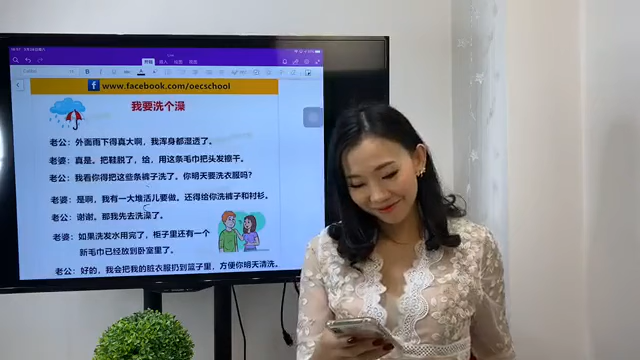 www.facebook.com/oecschool
我要洗个澡
老公：外面雨下得真大啊，我浑身都湿透了。
老婆：真是。把鞋脱了，给，用这条毛巾把头发擦干。
老公：我看你得把这些裤子洗了。你明天要洗衣服吗？
老婆：是啊，我有一大堆活儿要做。还得给你洗裤子和衬衫。
老公：谢谢。那我先去洗澡了。
老婆：如果洗发水用完了，柜子里还有一个
新毛巾已经放到卧室里了。
老公：好的，我会把我的脏衣服扔到篮子里，方便你明天清洗。